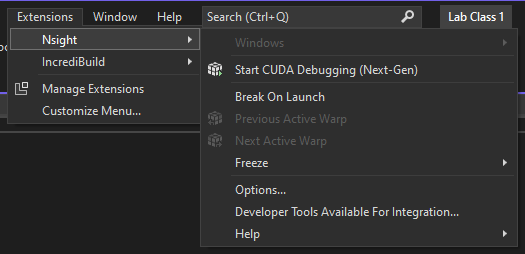 Extensions Window Help Search (Ctrl+Q) Lab Class 1
Nsight
IncrediBuild
Manage Extensions
Customize Menu...
Windows
Start CUDA Debugging (Next-Gen)
Break On Launch
Previous Active Warp
Next Active Warp
Freeze
Options...
Developer Tools Available For Integration...
Help